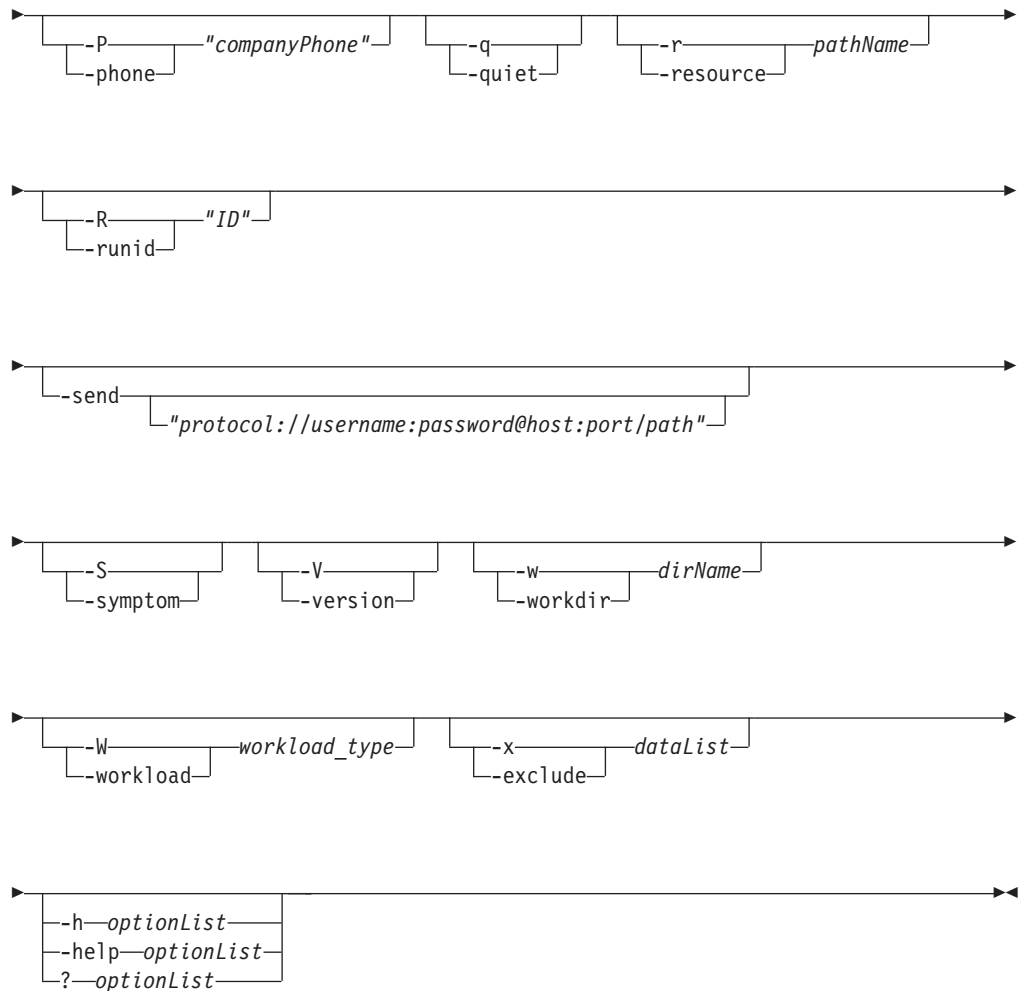 -P "companyPhone" -q -r pathName
-phone -quiet -resource
-R "ID"
-runid
-send
"protocol://username:password@host:port/path"
-S -V -w dirName
-symptom -version -workdir
-W workload_type -x dataList
-workload -exclude
-h optionList
-help optionList
? optionList